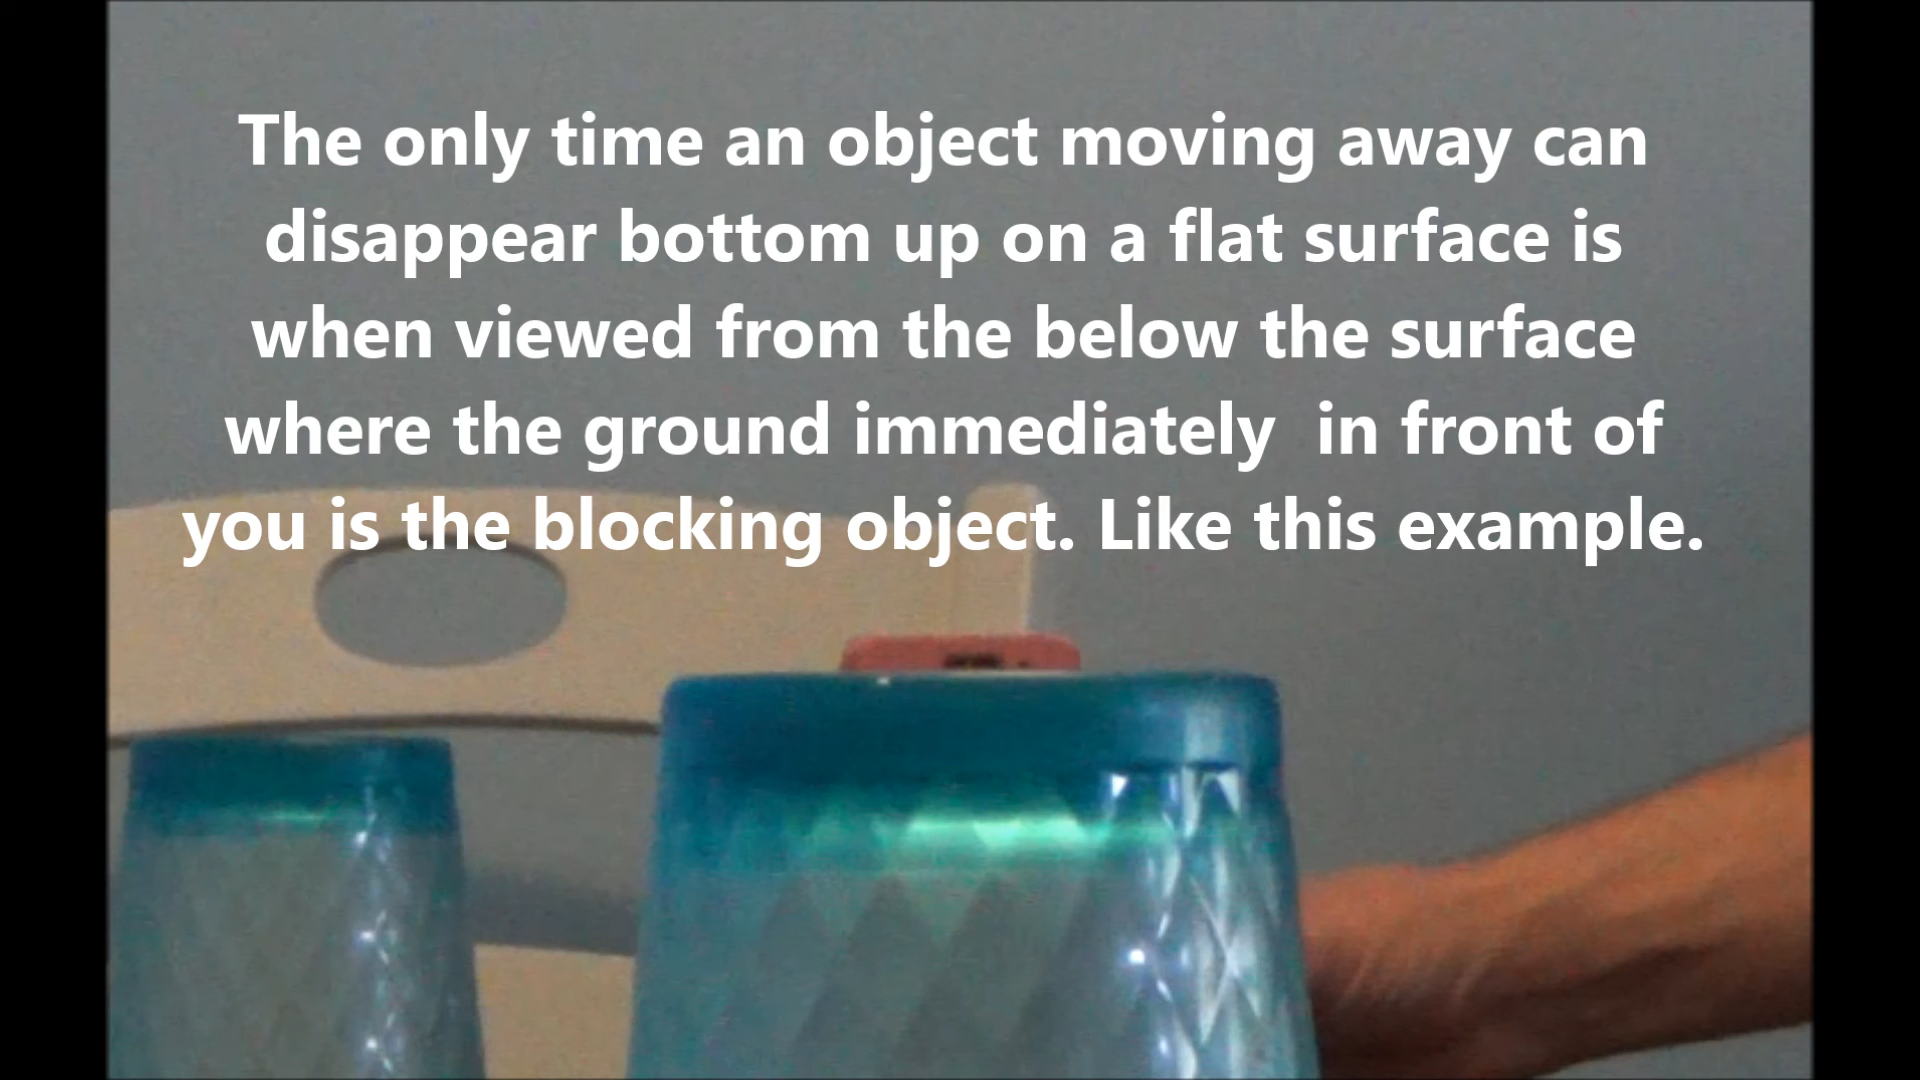 The only time an object moving away can
disappear bottom up on a flat surface is
when viewed from the below the surface
where the ground immediately  in front of
you is the blocking object. Like this example.